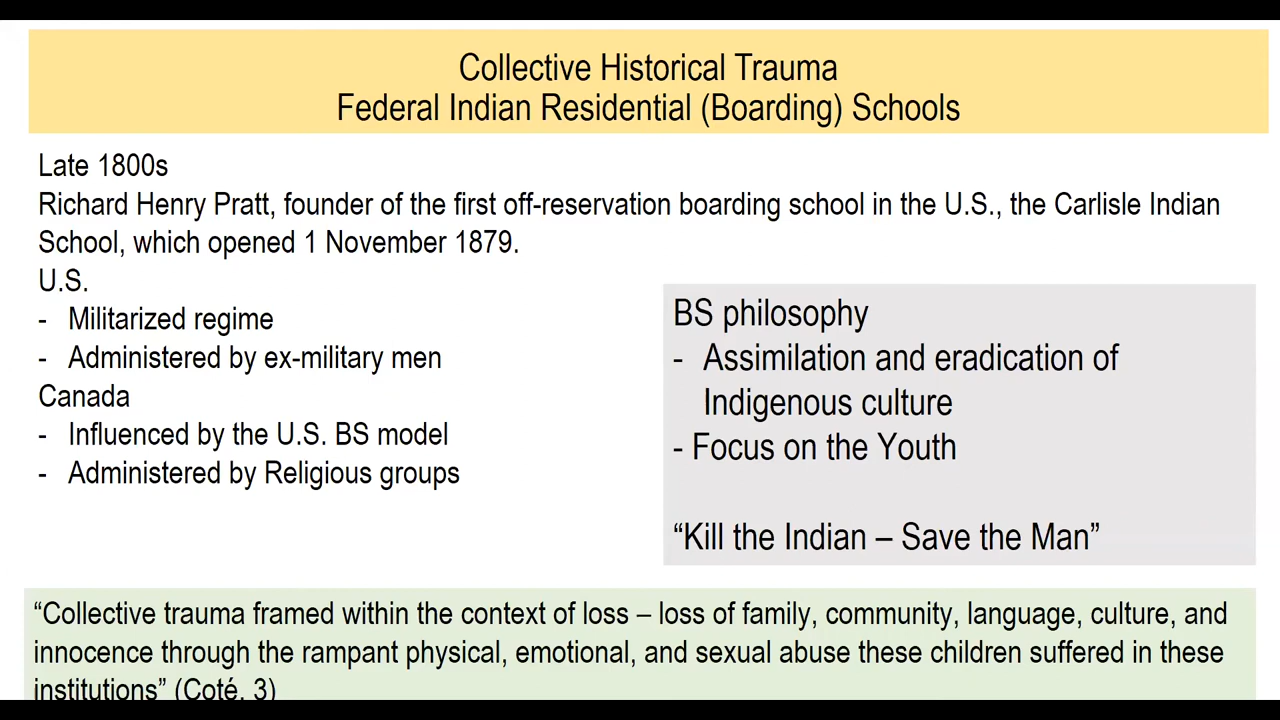 Collective Historical Trauma
Federal Indian Residential (Boarding) Schools
Late 1800s
Richard Henry Pratt, founder of the first off-reservation boarding school in the U.S., the Carlisle Indian
School, which opened 1 November 1879.
U.S.
- Militarized regime
- Administered by ex-military men
Canada
- Influenced by the U.S. BS model
- Administered by Religious groups
BS philosophy
- Assimilation and eradication of
Indigenous culture
- Focus on the Youth
“Kill the Indian – Save the Man”
“Collective trauma framed within the context of loss – loss of family, community, language, culture, and
innocence through the rampant physical, emotional, and sexual abuse these children suffered in these
institutions” (Coté, 3)